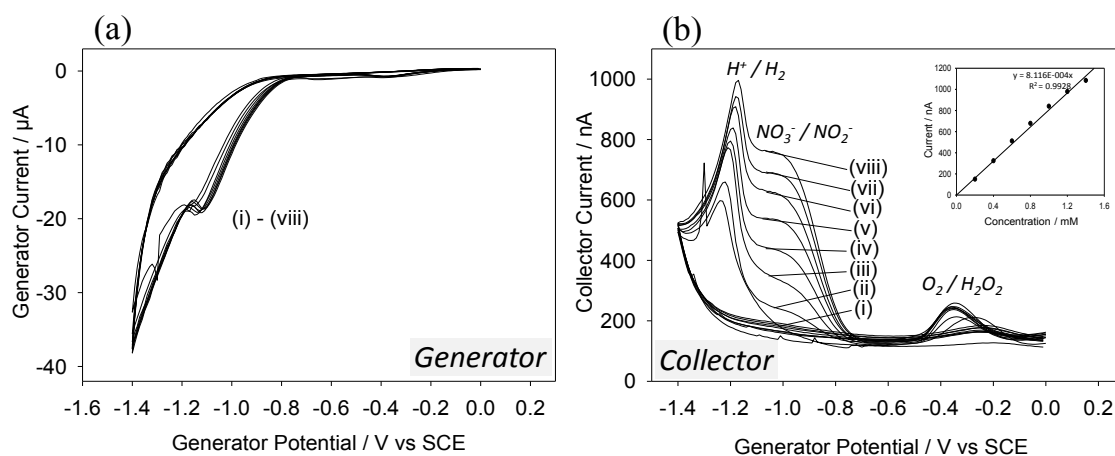 (a)
Generator Current / µA
0
-10
-20
-30
-40
(i) - (viii)
Generator
-1.6 -1.4 -1.2 -1.0 -0.8 -0.6 -0.4 -0.2 0.0 0.2
Generator Potential / V vs SCE
(b)
Collector Current / nA
1000
800
600
400
200
0
H⁺ / H₂
NO₃⁻ / NO₂⁻
(viii)
(vii)
(vi)
(v)
(iv)
(iii)
(ii)
(i)
O₂ / H₂O₂
Collector
-1.4 -1.2 -1.0 -0.8 -0.6 -0.4 -0.2 0.0 0.2
Generator Potential / V vs SCE
y = 8.116E-004x
R² = 0.9928
Current / nA
1200
1000
800
600
400
200
0
0.0 0.4 0.8 1.2 1.6
Concentration / mM